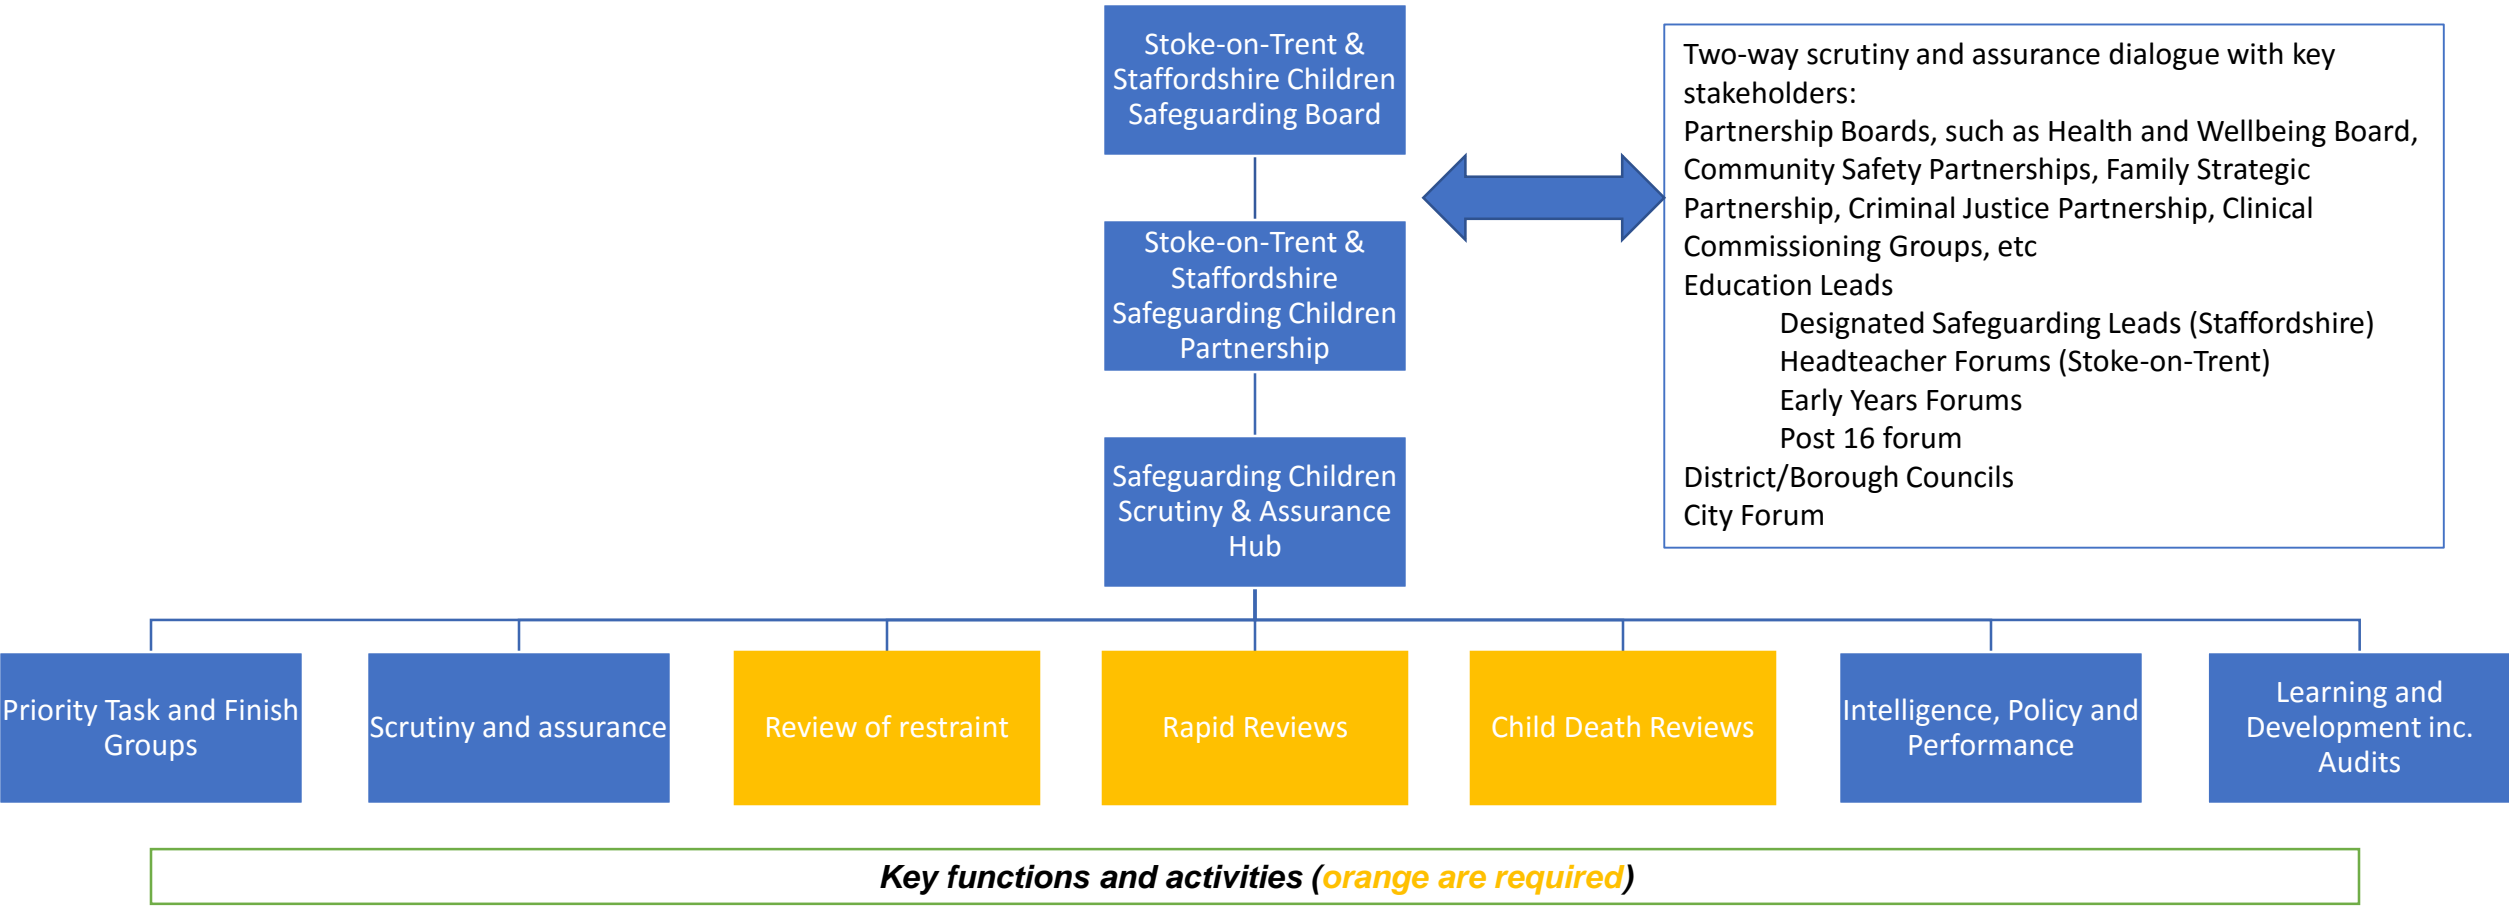 Stoke-on-Trent &
Staffordshire Children
Safeguarding Board
Two-way scrutiny and assurance dialogue with key
stakeholders:
Partnership Boards, such as Health and Wellbeing Board,
Community Safety Partnerships, Family Strategic
Partnership, Criminal Justice Partnership, Clinical
Commissioning Groups, etc
Education Leads
Designated Safeguarding Leads (Staffordshire)
Headteacher Forums (Stoke-on-Trent)
Early Years Forums
Post 16 forum
District/Borough Councils
City Forum
Stoke-on-Trent &
Staffordshire
Safeguarding Children
Partnership
Safeguarding Children
Scrutiny & Assurance
Hub
Priority Task and Finish
Groups
Scrutiny and assurance
Review of restraint
Rapid Reviews
Child Death Reviews
Intelligence, Policy and
Performance
Learning and
Development inc.
Audits
Key functions and activities (orange are required)